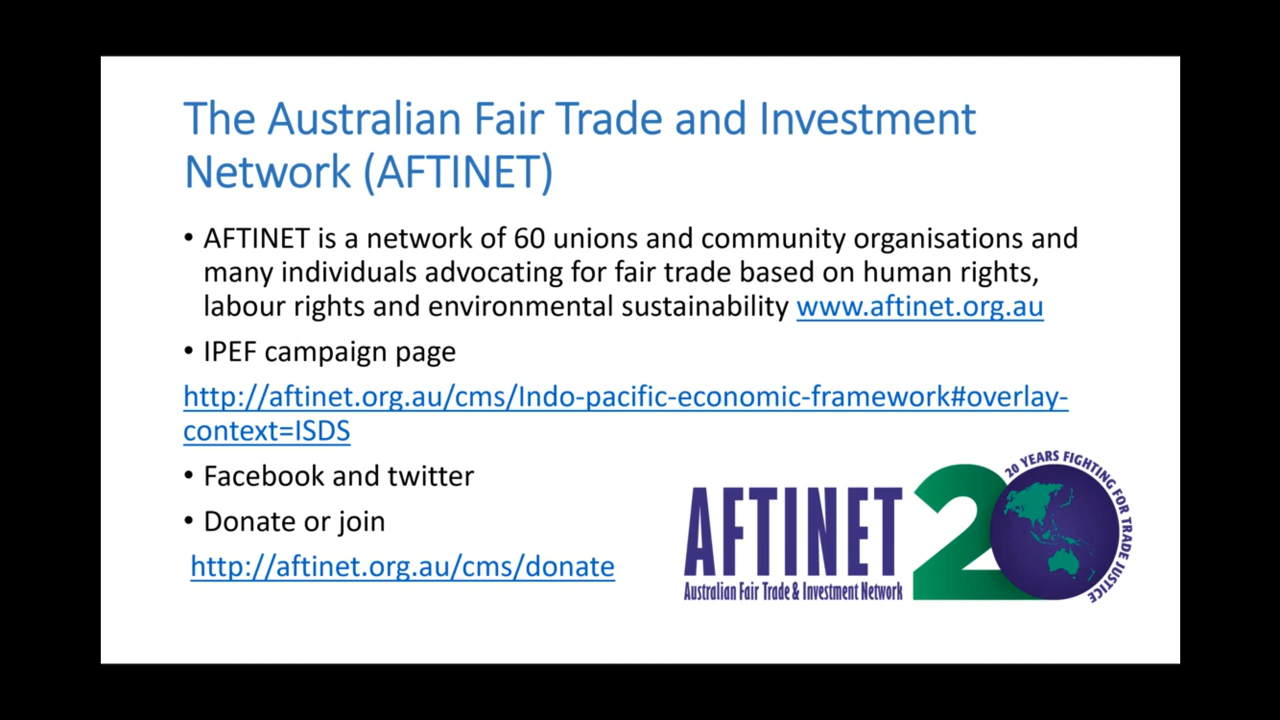 The Australian Fair Trade and Investment
Network (AFTINET)
• AFTINET is a network of 60 unions and community organisations and
many individuals advocating for fair trade based on human rights,
labour rights and environmental sustainability www.aftinet.org.au
• IPEF campaign page
http://aftinet.org.au/cms/Indo-pacific-economic-framework#overlay-
context=ISDS
• Facebook and twitter
• Donate or join
http://aftinet.org.au/cms/donate
AFTINET 20
Australian Fair Trade & Investment Network
20 YEARS FIGHTING FOR TRADE JUSTICE